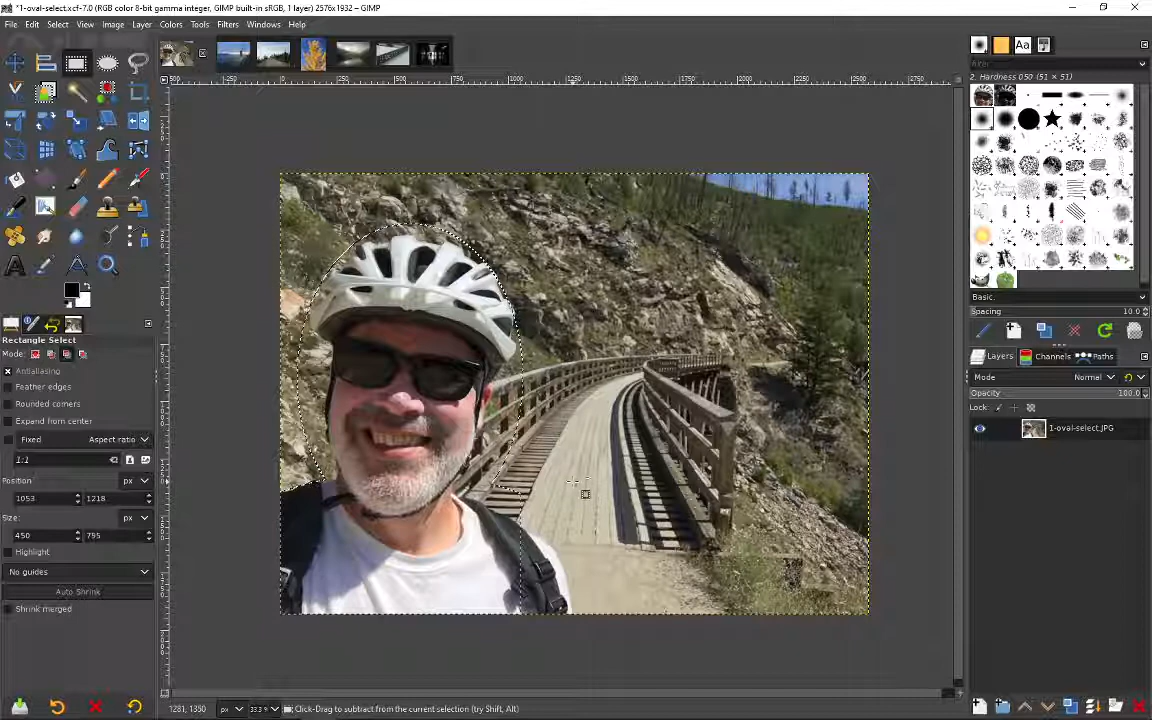 *1-oval-select.xcf-7.0 (RGB color 8-bit gamma integer, GIMP built-in sRGB, 1 layer) 2576x1932 – GIMP
File Edit Select View Image Layer Colors Tools Filters Windows Help
Aa
2. Hardness 050 (51 × 51)
Basic.
Spacing 10.0
Layers Channels Paths
Mode Normal
Opacity 100.0
Lock:
1-oval-select.JPG
Rectangle Select
Mode:
Antialiasing
Feather edges
Rounded corners
Expand from center
Fixed Aspect ratio
1:1
Position px
1053 1218
Size: px
450 795
Highlight
No guides
Auto Shrink
Shrink merged
1281, 1350 px 33.3 % Click-Drag to subtract from the current selection (try Shift, Alt)